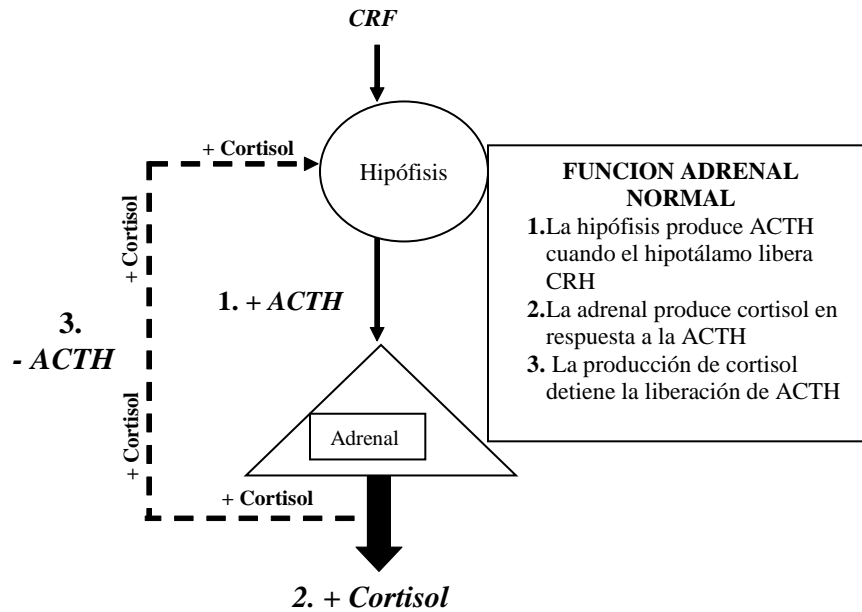 CRF
+ Cortisol
Hipófisis
FUNCION ADRENAL
NORMAL
1.La hipófisis produce ACTH
cuando el hipotálamo libera
CRH
2.La adrenal produce cortisol en
respuesta a la ACTH
3. La producción de cortisol
detiene la liberación de ACTH
+ Cortisol
1. + ACTH
3.
- ACTH
+ Cortisol
Adrenal
+ Cortisol
2. + Cortisol